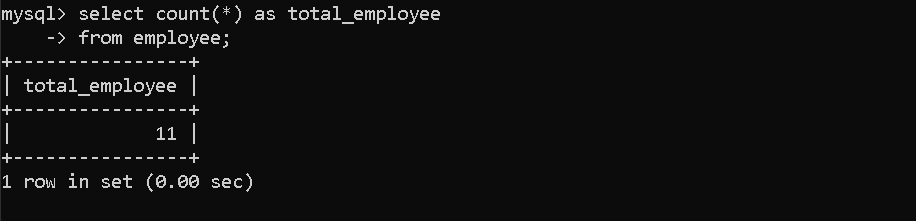 mysql> select count(*) as total_employee
    -> from employee;
+----------------+
| total_employee |
+----------------+
|             11 |
+----------------+
1 row in set (0.00 sec)